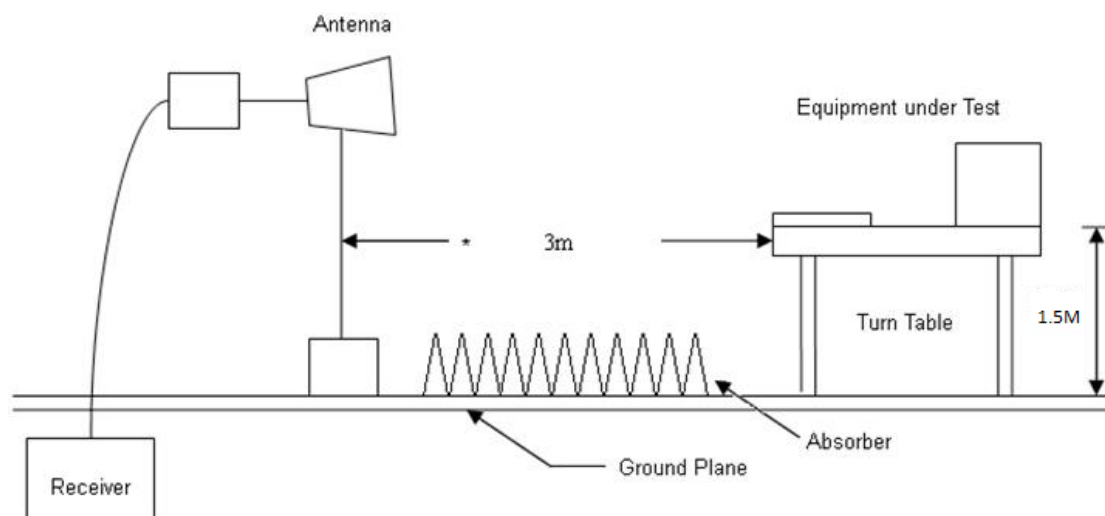 Antenna
Equipment under Test
* 3m
Turn Table
1.5M
Absorber
Ground Plane
Receiver